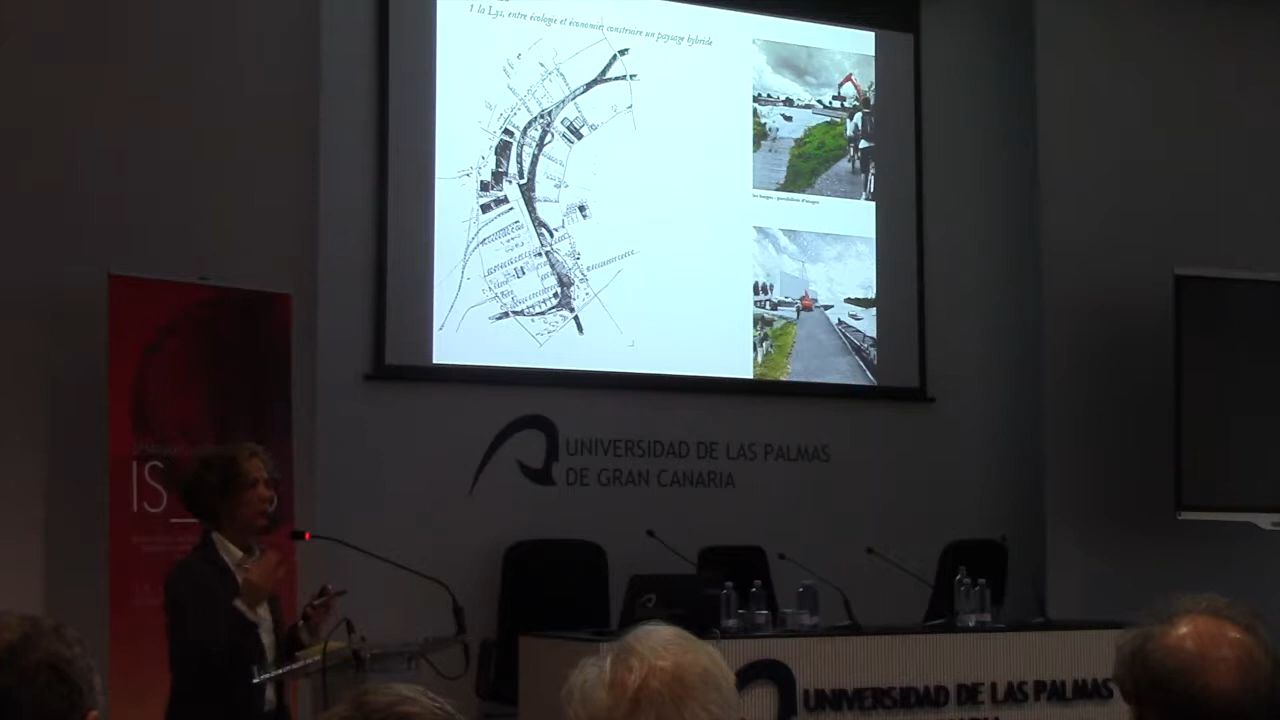 1 la Lys, entre écologie et économie: construire un paysage hybride
UNIVERSIDAD DE LAS PALMAS
DE GRAN CANARIA
IS_
UNIVERSIDAD DE LAS PALMAS